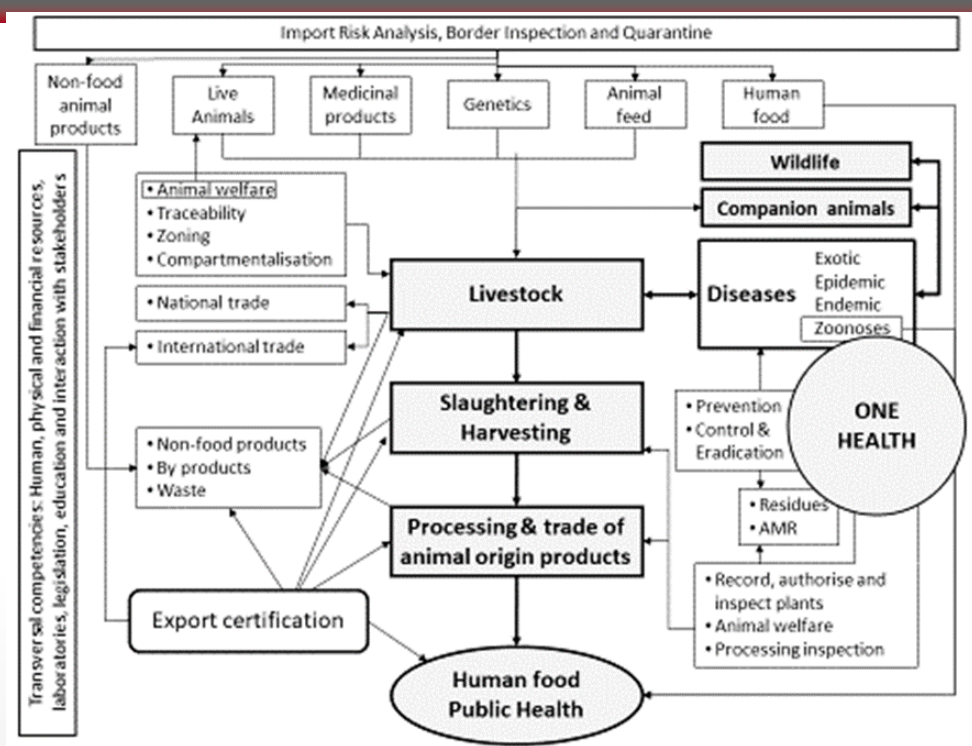 Import Risk Analysis, Border Inspection and Quarantine
Non-food
animal
products
Live
Animals
Medicinal
products
Genetics
Animal
feed
Human
food
Transversal competencies: Human, physical and financial resources,
laboratories, legislation, education and interaction with stakeholders
• Animal welfare
• Traceability
• Zoning
• Compartmentalisation
Wildlife
Companion animals
Livestock
Diseases
Exotic
Epidemic
Endemic
Zoonoses
• National trade
• International trade
Slaughtering &
Harvesting
• Prevention
• Control &
Eradication
ONE
HEALTH
• Non-food products
• By products
• Waste
Processing & trade of
animal origin products
• Residues
• AMR
• Record, authorise and
inspect plants
• Animal welfare
• Processing inspection
Export certification
Human food
Public Health